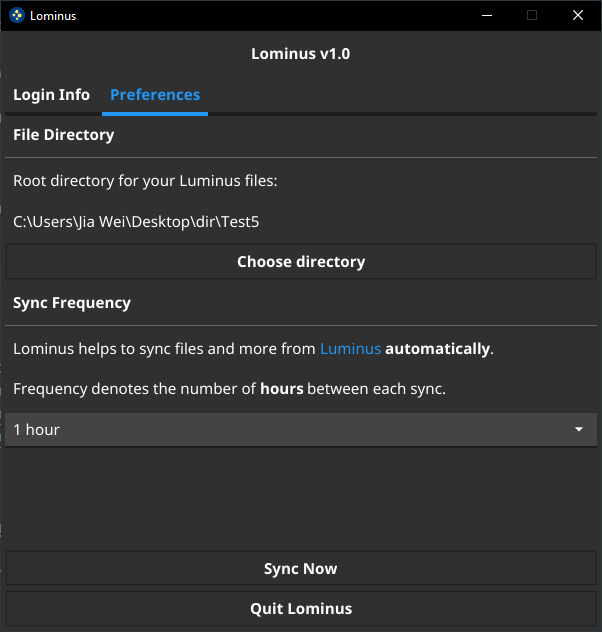 Lominus
Lominus v1.0
Login Info
Preferences
File Directory
Root directory for your Luminus files:
C:\Users\Jia Wei\Desktop\dir\Test5
Choose directory
Sync Frequency
Lominus helps to sync files and more from Luminus automatically.
Frequency denotes the number of hours between each sync.
1 hour
Sync Now
Quit Lominus